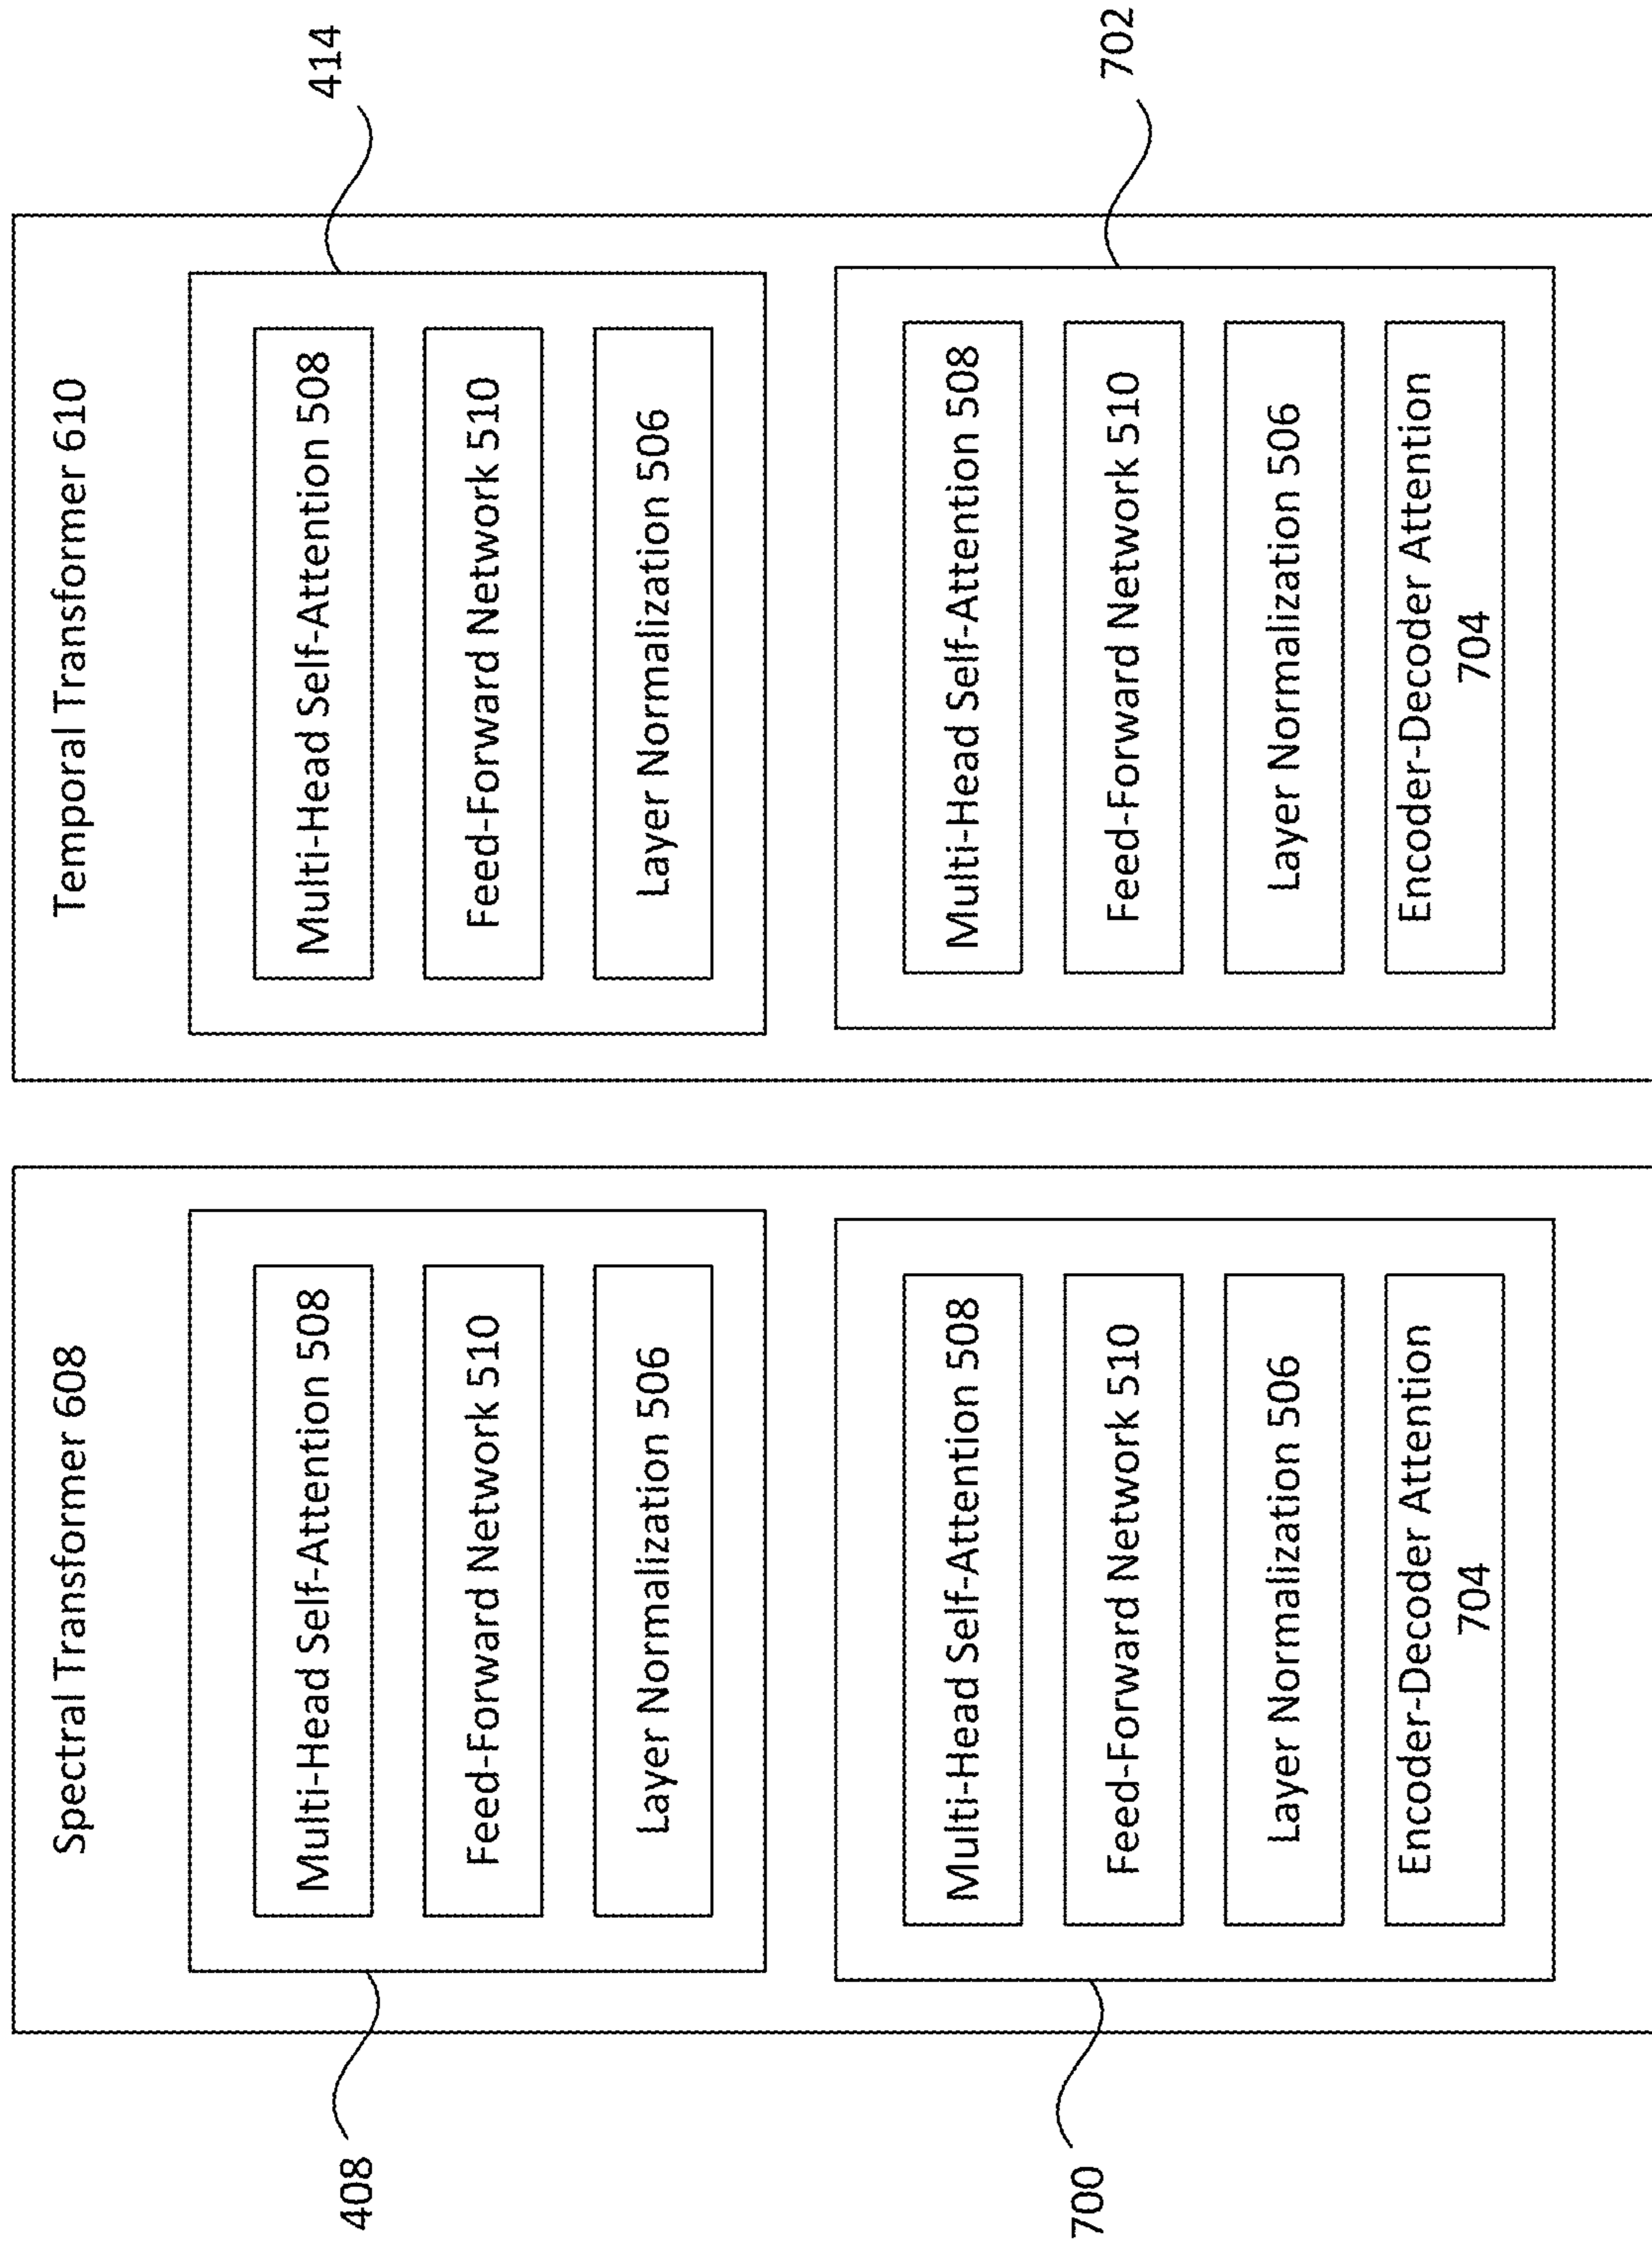 Spectral Transformer 608
408
Multi-Head Self-Attention 508
Feed-Forward Network 510
Layer Normalization 506
700
Multi-Head Self-Attention 508
Feed-Forward Network 510
Layer Normalization 506
Encoder-Decoder Attention
704
Temporal Transformer 610
414
Multi-Head Self-Attention 508
Feed-Forward Network 510
Layer Normalization 506
702
Multi-Head Self-Attention 508
Feed-Forward Network 510
Layer Normalization 506
Encoder-Decoder Attention
704